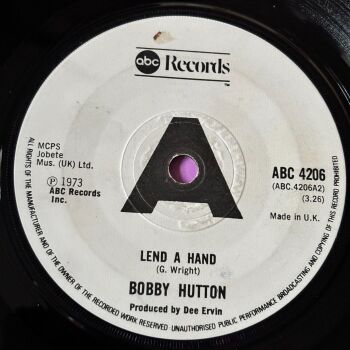 abc Records
TM
MCPS
Jobete
Mus. (UK) Ltd.
℗ 1973
ABC Records
Inc.
A
ABC 4206
(ABC.4206A2)
(3.26)
Made in U.K.
LEND A HAND
(G. Wright)
BOBBY HUTTON
Produced by Dee Ervin
ALL RIGHTS OF THE MANUFACTURER AND OF THE OWNER OF THE RECORDED WORK RESERVED UNAUTHORISED PUBLIC PERFORMANCE BROADCASTING AND COPYING OF THIS RECORD PROHIBITED